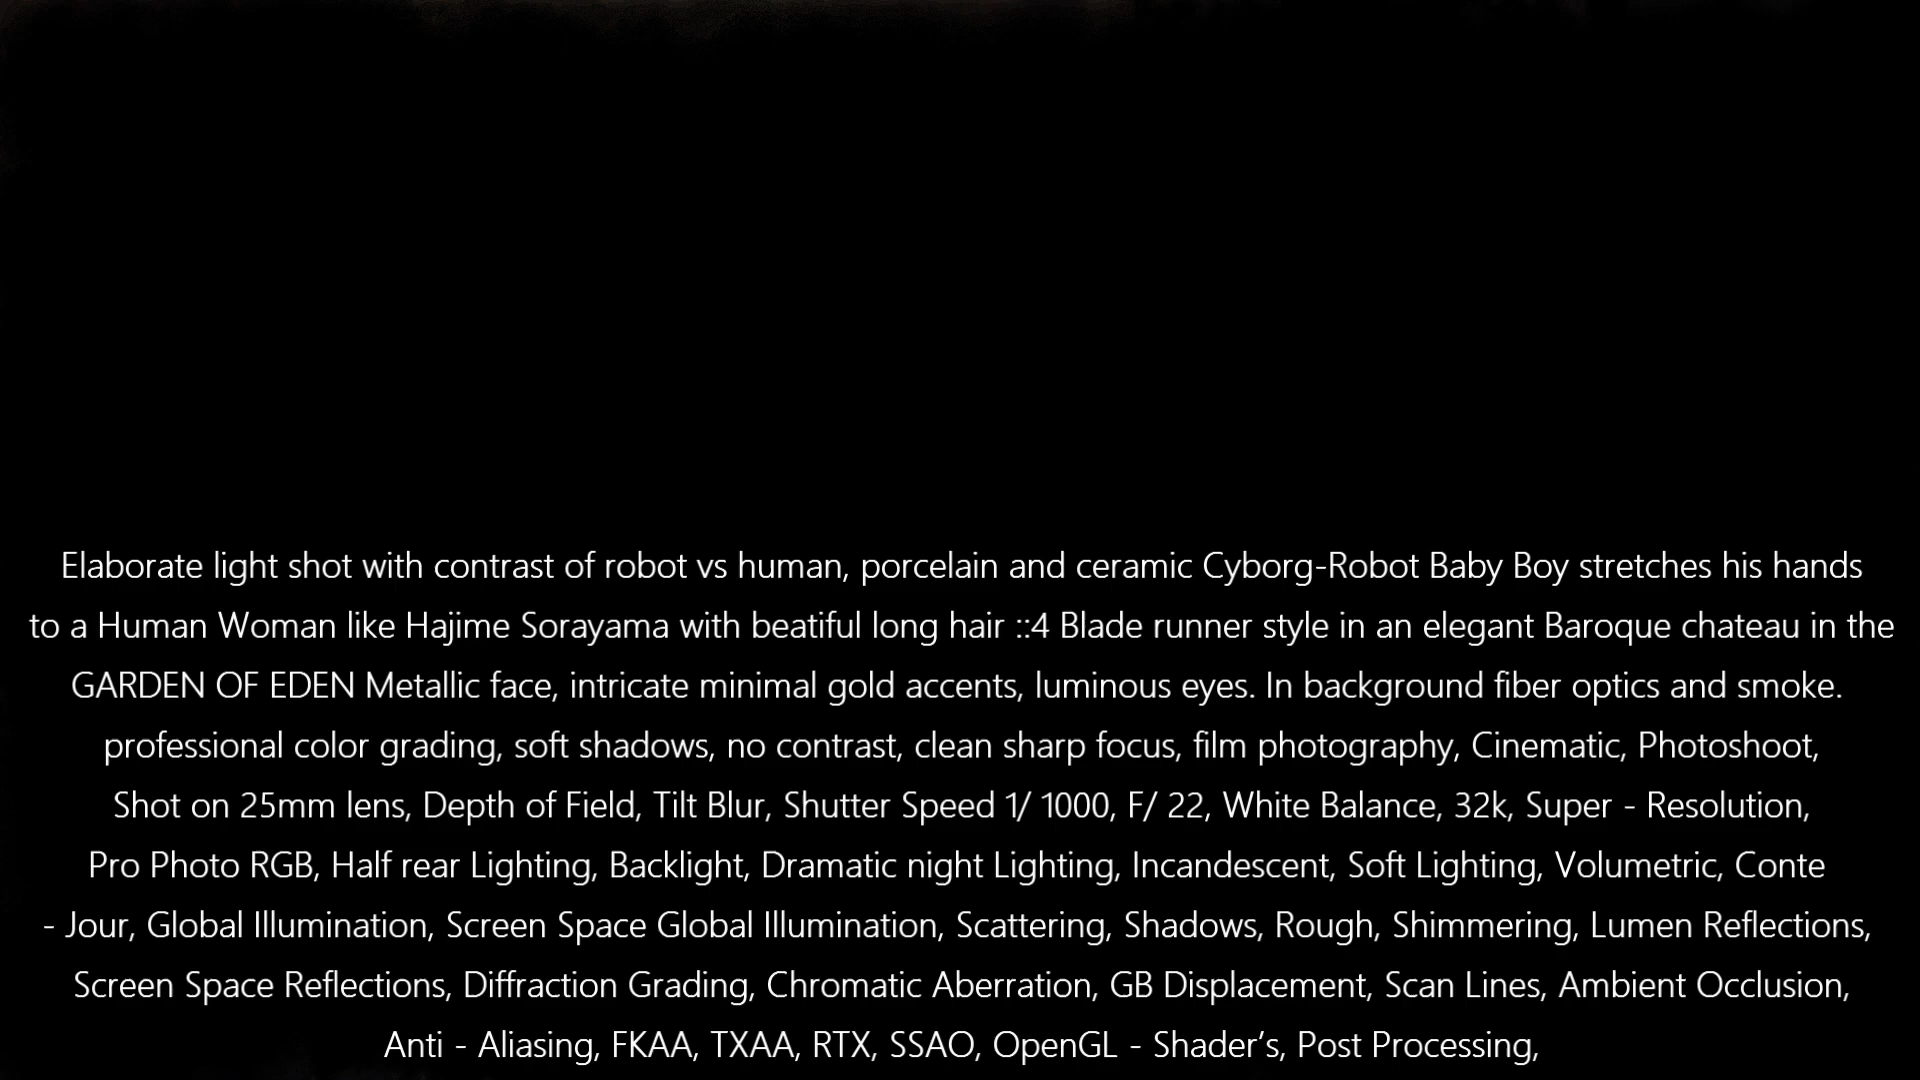 Elaborate light shot with contrast of robot vs human, porcelain and ceramic Cyborg-Robot Baby Boy stretches his hands
to a Human Woman like Hajime Sorayama with beatiful long hair ::4 Blade runner style in an elegant Baroque chateau in the
GARDEN OF EDEN Metallic face, intricate minimal gold accents, luminous eyes. In background fiber optics and smoke.
professional color grading, soft shadows, no contrast, clean sharp focus, film photography, Cinematic, Photoshoot,
Shot on 25mm lens, Depth of Field, Tilt Blur, Shutter Speed 1/ 1000, F/ 22, White Balance, 32k, Super - Resolution,
Pro Photo RGB, Half rear Lighting, Backlight, Dramatic night Lighting, Incandescent, Soft Lighting, Volumetric, Conte
- Jour, Global Illumination, Screen Space Global Illumination, Scattering, Shadows, Rough, Shimmering, Lumen Reflections,
Screen Space Reflections, Diffraction Grading, Chromatic Aberration, GB Displacement, Scan Lines, Ambient Occlusion,
Anti - Aliasing, FKAA, TXAA, RTX, SSAO, OpenGL - Shader’s, Post Processing,